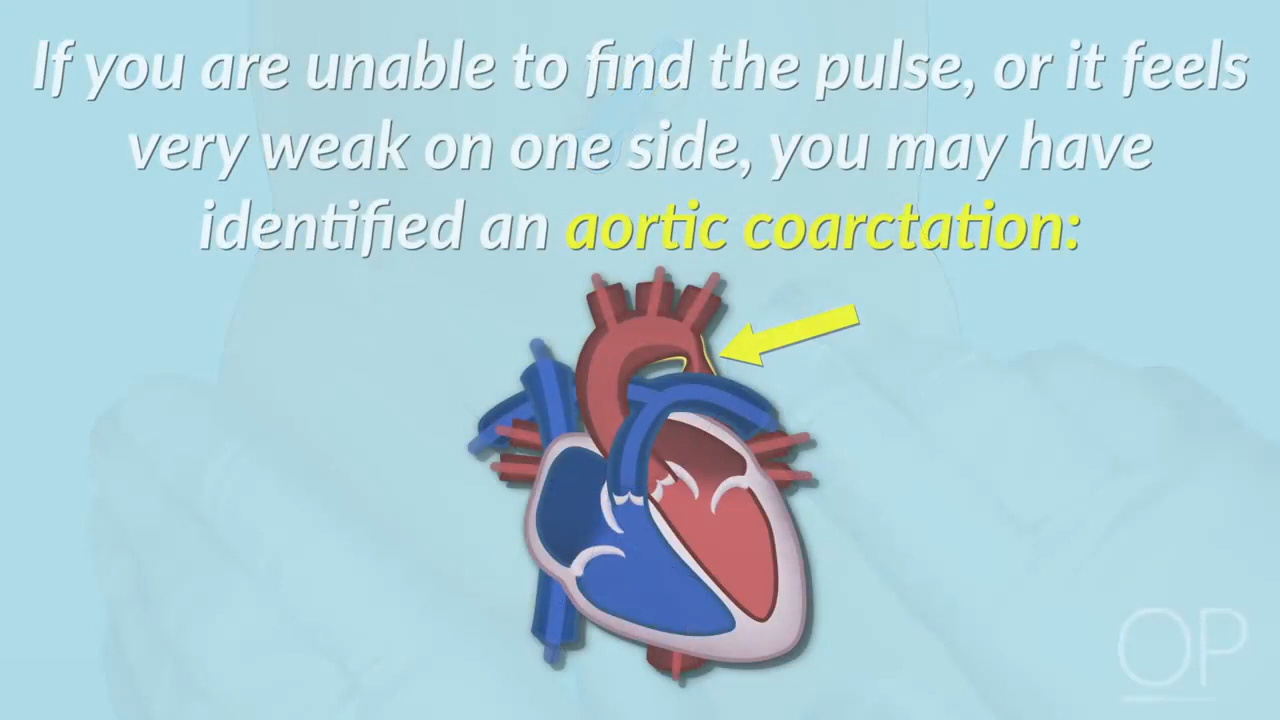 If you are unable to find the pulse, or it feels
very weak on one side, you may have
identified an aortic coarctation:
OP